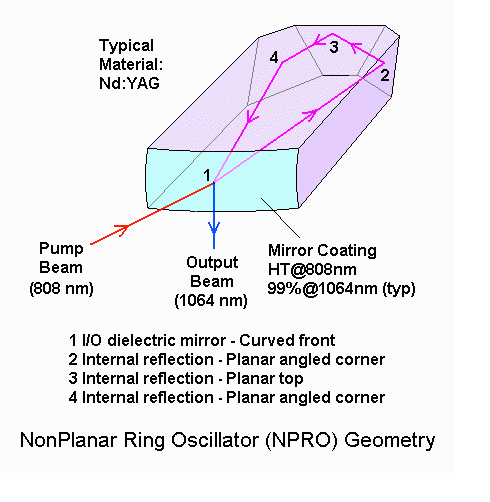 Typical
Material:
Nd:YAG
4
3
2
1
Pump
Beam
(808 nm)
Output
Beam
(1064 nm)
Mirror Coating
HT@808nm
99%@1064nm (typ)
1 I/O dielectric mirror - Curved front
2 Internal reflection - Planar angled corner
3 Internal reflection - Planar top
4 Internal reflection - Planar angled corner
NonPlanar Ring Oscillator (NPRO) Geometry